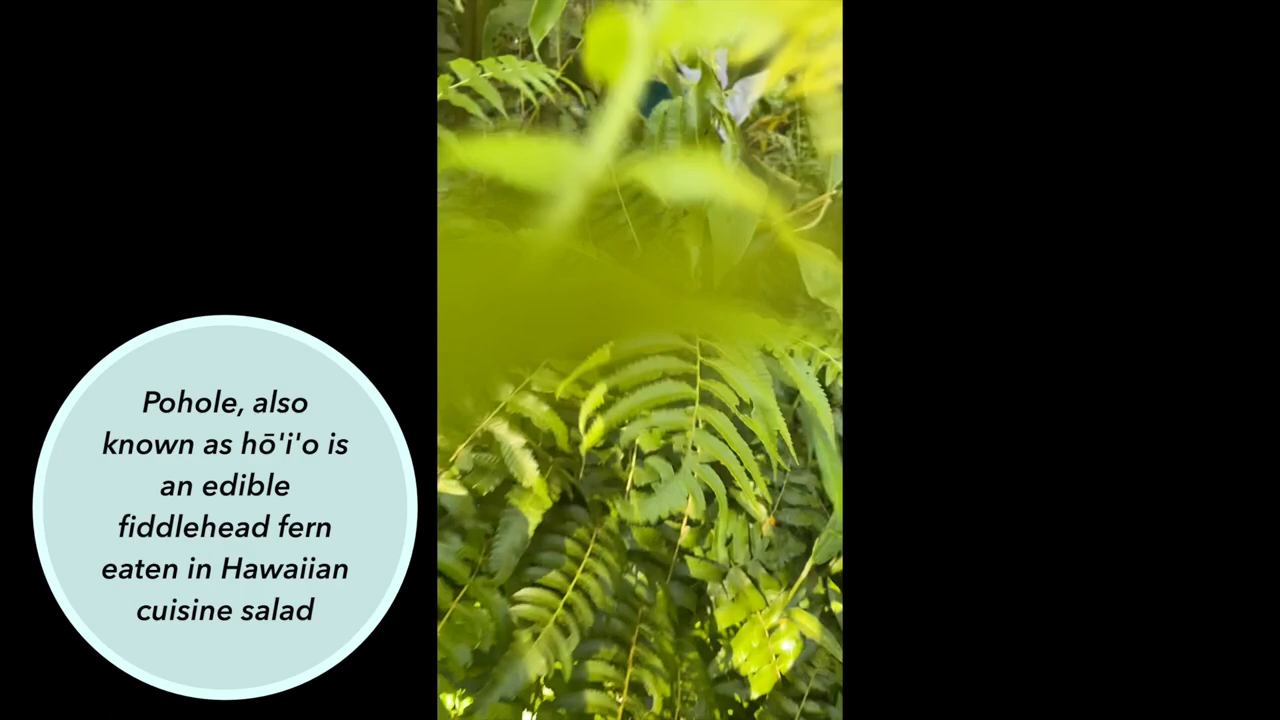 Pohole, also
known as hō'i'o is
an edible
fiddlehead fern
eaten in Hawaiian
cuisine salad